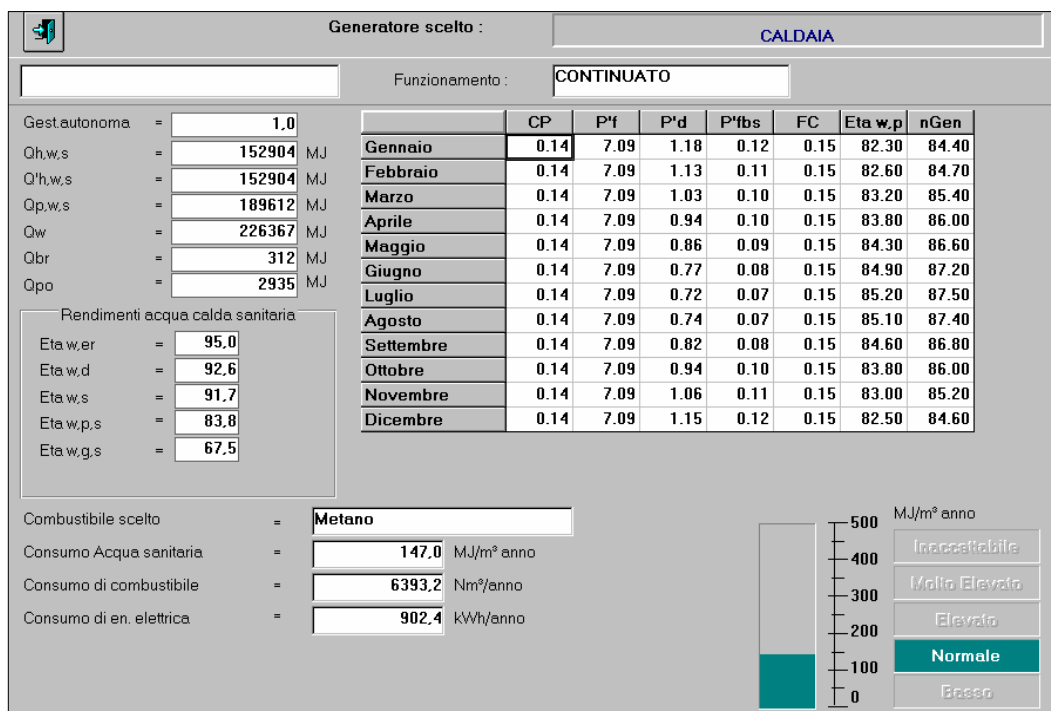 Generatore scelto : CALDAIA
Funzionamento : CONTINUATO
Gest.autonoma = 1,0
Qh,w,s = 152904 MJ
Q'h,w,s = 152904 MJ
Qp,w,s = 189612 MJ
Qw = 226367 MJ
Qbr = 312 MJ
Qpo = 2935 MJ
Rendimenti acqua calda sanitaria
Eta w,er = 95,0
Eta w,d = 92,6
Eta w,s = 91,7
Eta w,p,s = 83,8
Eta w,g,s = 67,5
CP P'f P'd P'fbs FC Eta w,p nGen
Gennaio 0.14 7.09 1.18 0.12 0.15 82.30 84.40
Febbraio 0.14 7.09 1.13 0.11 0.15 82.60 84.70
Marzo 0.14 7.09 1.03 0.10 0.15 83.20 85.40
Aprile 0.14 7.09 0.94 0.10 0.15 83.80 86.00
Maggio 0.14 7.09 0.86 0.09 0.15 84.30 86.60
Giugno 0.14 7.09 0.77 0.08 0.15 84.90 87.20
Luglio 0.14 7.09 0.72 0.07 0.15 85.20 87.50
Agosto 0.14 7.09 0.74 0.07 0.15 85.10 87.40
Settembre 0.14 7.09 0.82 0.08 0.15 84.60 86.80
Ottobre 0.14 7.09 0.94 0.10 0.15 83.80 86.00
Novembre 0.14 7.09 1.06 0.11 0.15 83.00 85.20
Dicembre 0.14 7.09 1.15 0.12 0.15 82.50 84.60
Combustibile scelto = Metano
Consumo Acqua sanitaria = 147,0 MJ/m³ anno
Consumo di combustibile = 6393,2 Nm³/anno
Consumo di en. elettrica = 902,4 kWh/anno
MJ/m³ anno
500
400
300
200
100
0
Inaccettabile
Molto Elevato
Elevato
Normale
Basso